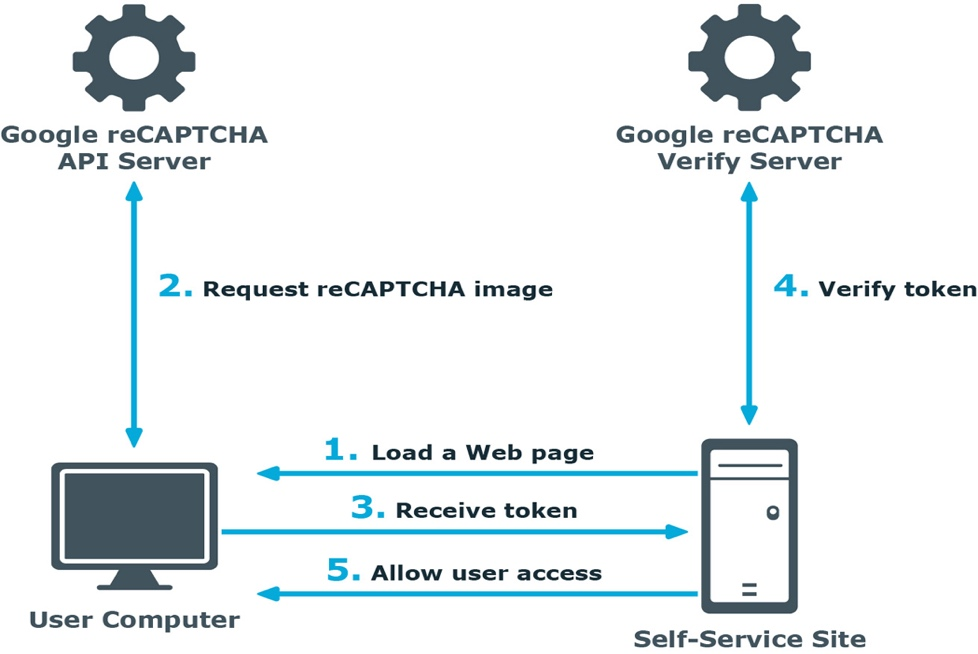 Google reCAPTCHA
API Server
Google reCAPTCHA
Verify Server
2. Request reCAPTCHA image
4. Verify token
1. Load a Web page
3. Receive token
5. Allow user access
User Computer
Self-Service Site